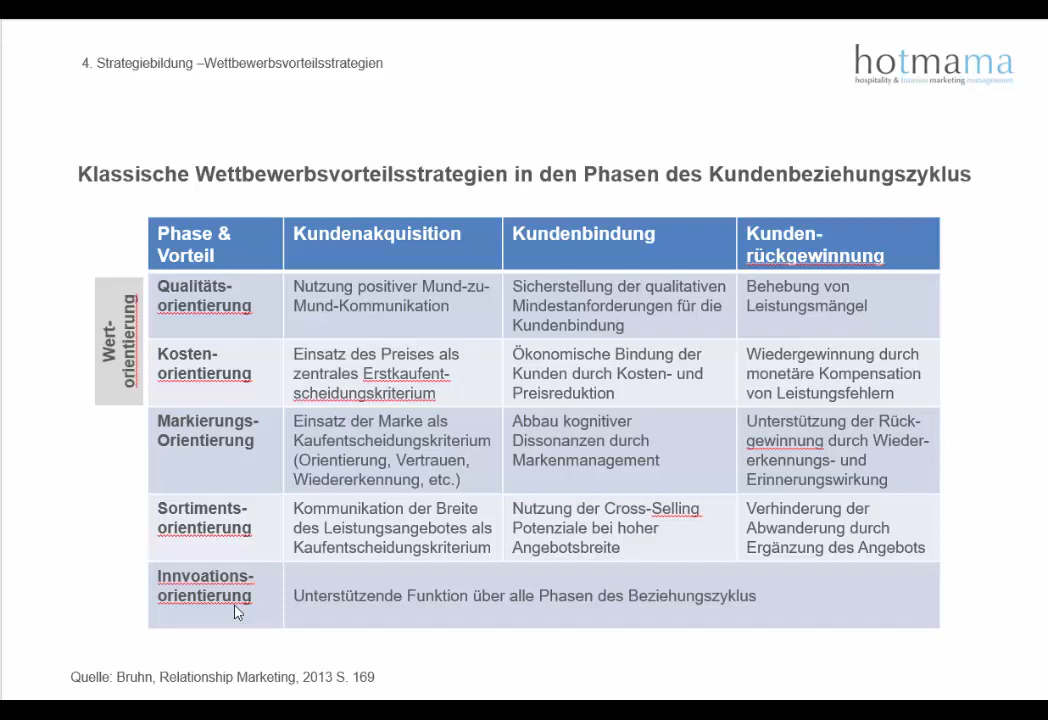 4. Strategiebildung –Wettbewerbsvorteilsstrategien
hotmama
hospitality & tourism marketing management
Klassische Wettbewerbsvorteilsstrategien in den Phasen des Kundenbeziehungszyklus
Phase &
Vorteil
Kundenakquisition
Kundenbindung
Kunden-
rückgewinnung
Wert-
orientierung
Qualitäts-
orientierung
Nutzung positiver Mund-zu-
Mund-Kommunikation
Sicherstellung der qualitativen
Mindestanforderungen für die
Kundenbindung
Behebung von
Leistungsmängel
Kosten-
orientierung
Einsatz des Preises als
zentrales Erstkaufent-
scheidungskriterium
Ökonomische Bindung der
Kunden durch Kosten- und
Preisreduktion
Wiedergewinnung durch
monetäre Kompensation
von Leistungsfehlern
Markierungs-
Orientierung
Einsatz der Marke als
Kaufentscheidungskriterium
(Orientierung, Vertrauen,
Wiedererkennung, etc.)
Abbau kognitiver
Dissonanzen durch
Markenmanagement
Unterstützung der Rück-
gewinnung durch Wieder-
erkennungs- und
Erinnerungswirkung
Sortiments-
orientierung
Kommunikation der Breite
des Leistungsangebotes als
Kaufentscheidungskriterium
Nutzung der Cross-Selling
Potenziale bei hoher
Angebotsbreite
Verhinderung der
Abwanderung durch
Ergänzung des Angebots
Innvoations-
orientierung
Unterstützende Funktion über alle Phasen des Beziehungszyklus
Quelle: Bruhn, Relationship Marketing, 2013 S. 169